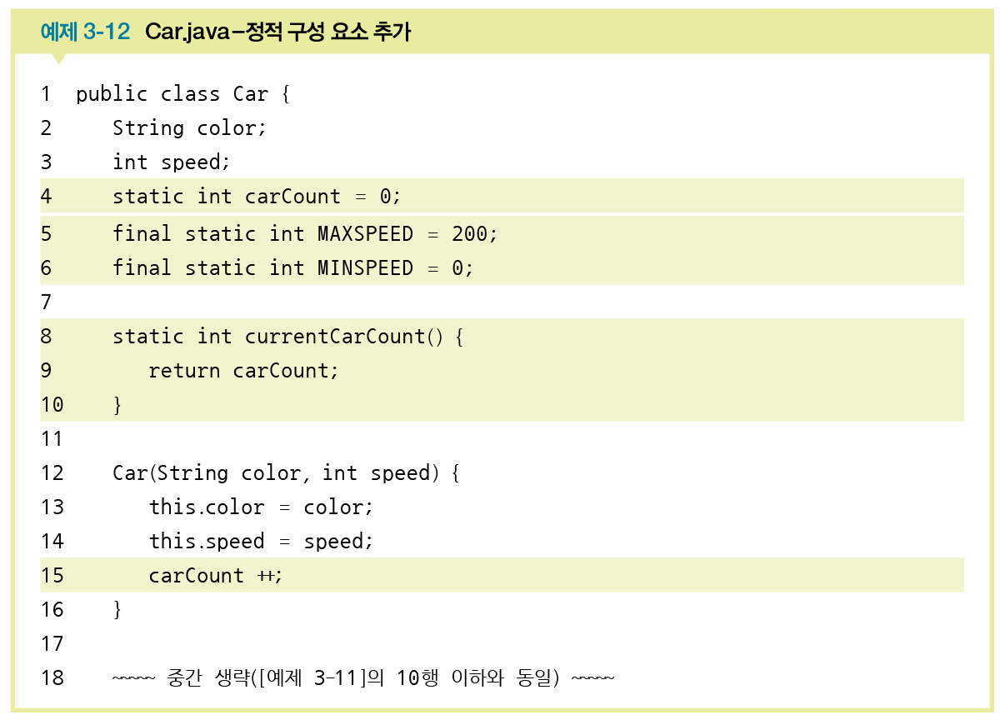 예제 3-12 Car.java-정적 구성 요소 추가
1 public class Car {
2 String color;
3 int speed;
4 static int carCount = 0;
5 final static int MAXSPEED = 200;
6 final static int MINSPEED = 0;
7
8 static int currentCarCount() {
9 return carCount;
10 }
11
12 Car(String color, int speed) {
13 this.color = color;
14 this.speed = speed;
15 carCount ++;
16 }
17
18 ~~~~~ 중간 생략([예제 3-11]의 10행 이하와 동일) ~~~~~